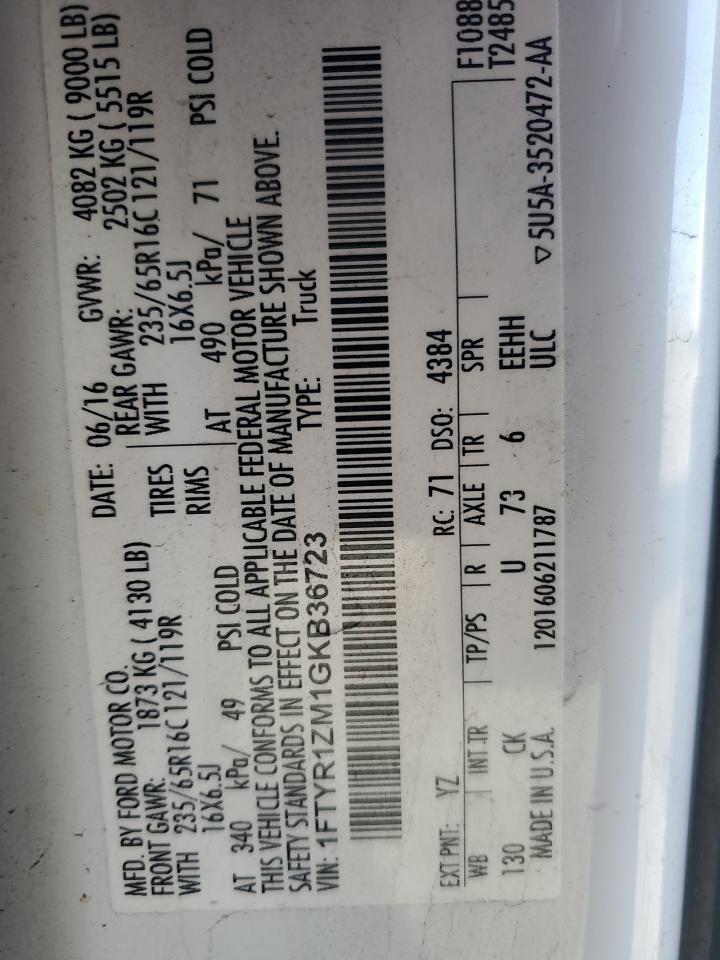 MFD. BY FORD MOTOR CO.
DATE: 06/16 GVWR: 4082 KG ( 9000 LB)
FRONT GAWR: 1873 KG ( 4130 LB) REAR GAWR: 2502 KG ( 5515 LB)
WITH 235/65R16C 121/119R TIRES WITH 235/65R16C 121/119R
16X6.5J RIMS 16X6.5J
AT 340 kPa/ 49 PSI COLD AT 490 kPa/ 71 PSI COLD
THIS VEHICLE CONFORMS TO ALL APPLICABLE FEDERAL MOTOR VEHICLE
SAFETY STANDARDS IN EFFECT ON THE DATE OF MANUFACTURE SHOWN ABOVE.
VIN: 1FTYR1ZM1GKB36723 TYPE: Truck
F1088
T2485
EXT PNT: YZ RC: 71 DSO: 4384
WB INT TR TP/PS R AXLE TR SPR
130 CK U 73 6 EEHH
MADE IN U.S.A. 1201606211787 ULC ▽5U5A-3520472-AA